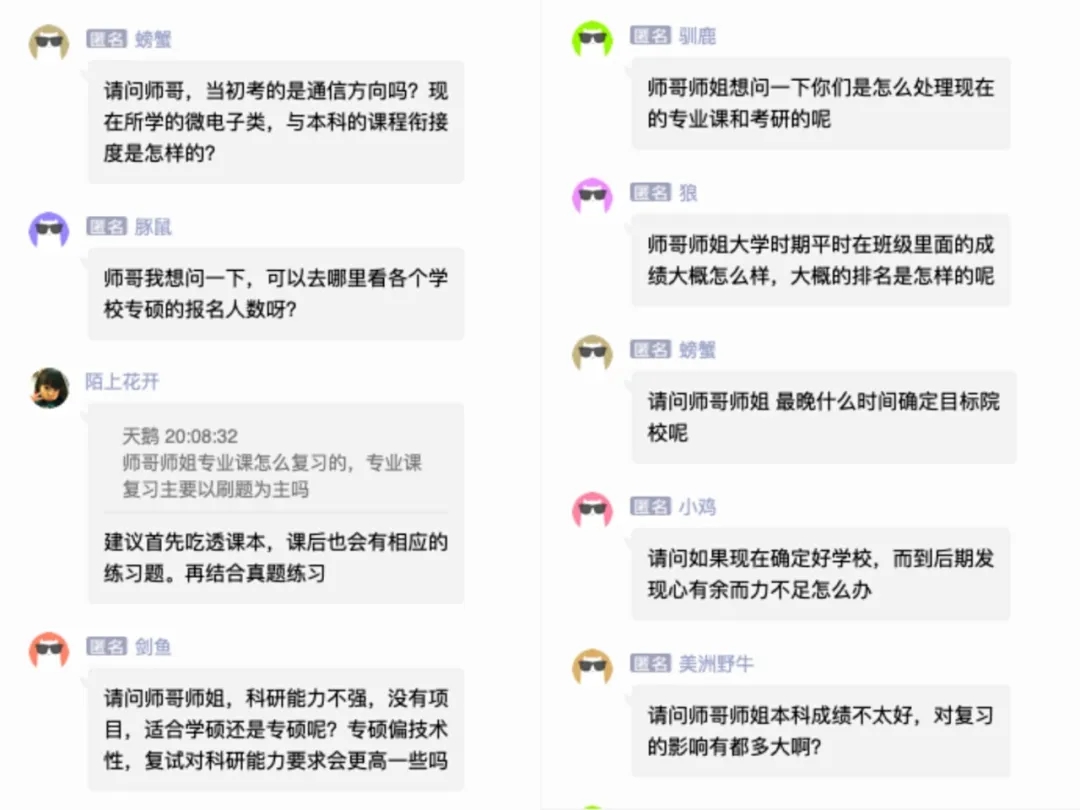 匿名 螃蟹
请问师哥，当初考的是通信方向吗？现
在所学的微电子类，与本科的课程衔接
度是怎样的？
匿名 豚鼠
师哥我想问一下，可以去哪里看各个学
校专硕的报名人数呀？
陌上花开
天鹅 20:08:32
师哥师姐专业课怎么复习的，专业课
复习主要以刷题为主吗
建议首先吃透课本，课后也会有相应的
练习题。再结合真题练习
匿名 剑鱼
请问师哥师姐，科研能力不强，没有项
目，适合学硕还是专硕呢？专硕偏技术
性，复试对科研能力要求会更高一些吗
匿名 驯鹿
师哥师姐想问一下你们是怎么处理现在
的专业课和考研的呢
匿名 狼
师哥师姐大学时期平时在班级里面的成
绩大概怎么样，大概的排名是怎样的呢
匿名 螃蟹
请问师哥师姐 最晚什么时间确定目标院
校呢
匿名 小鸡
请问如果现在确定好学校，而到后期发
现心有余而力不足怎么办
匿名 美洲野牛
请问师哥师姐本科成绩不太好，对复习
的影响有都多大啊？